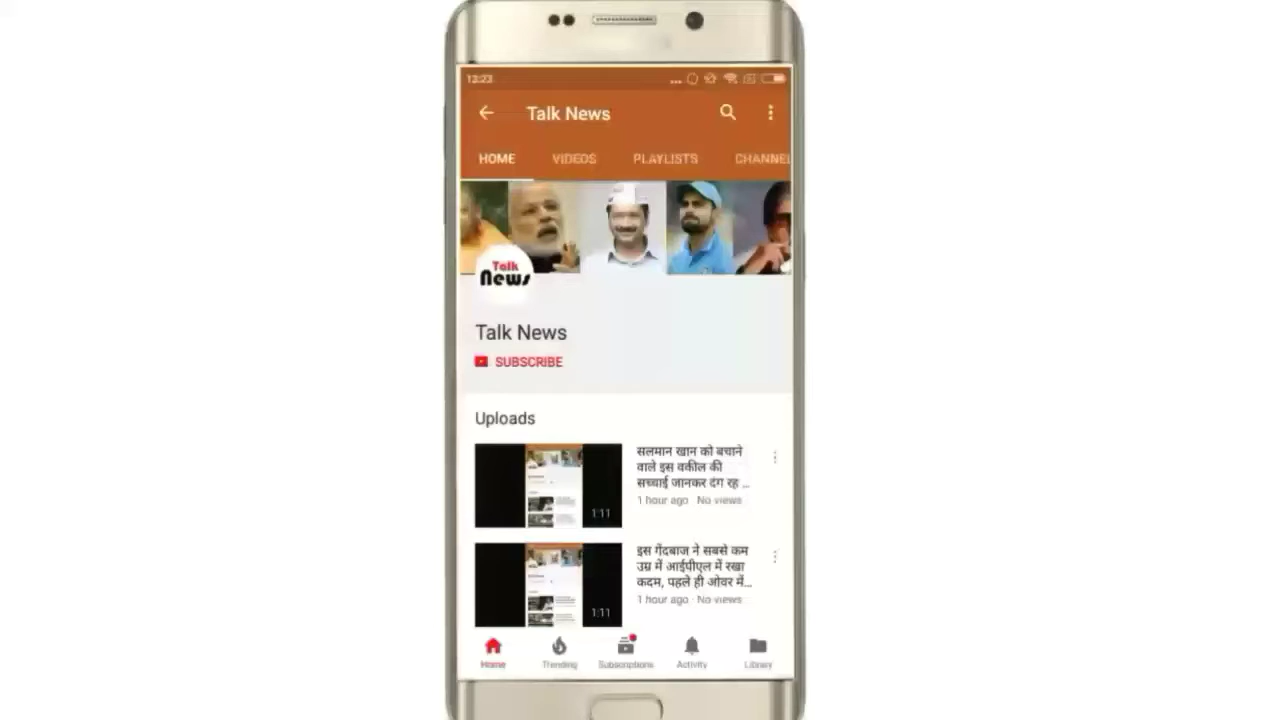 12:23
Talk News
HOME VIDEOS PLAYLISTS CHANNEL
Talk
News
Talk News
SUBSCRIBE
Uploads
सलमान खान को बचाने
वाले इस वकील की
सच्चाई जानकर दंग रह ...
1 hour ago · No views
1:11
इस गेंदबाज ने सबसे कम
उम्र में आईपीएल में रखा
कदम, पहले ही ओवर में...
1 hour ago · No views
1:11
Home Trending Subscriptions Activity Library